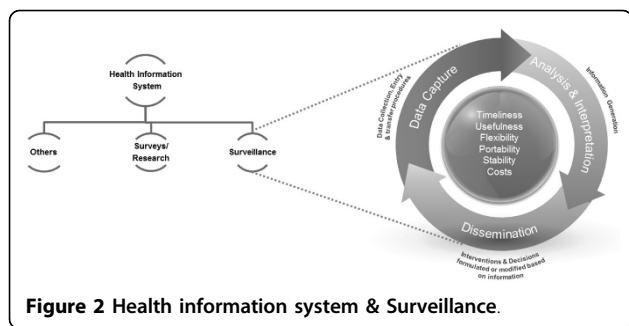 Health Information
System
Others
Surveys/
Research
Surveillance
Data Collection, Entry
& transfer procedures
Data Capture
Analysis & Interpretation
Information Generation
Timeliness
Usefulness
Flexibility
Portability
Stability
Costs
Dissemination
Interventions & Decisions
formulated or modified based
on information
Figure 2 Health information system & Surveillance.